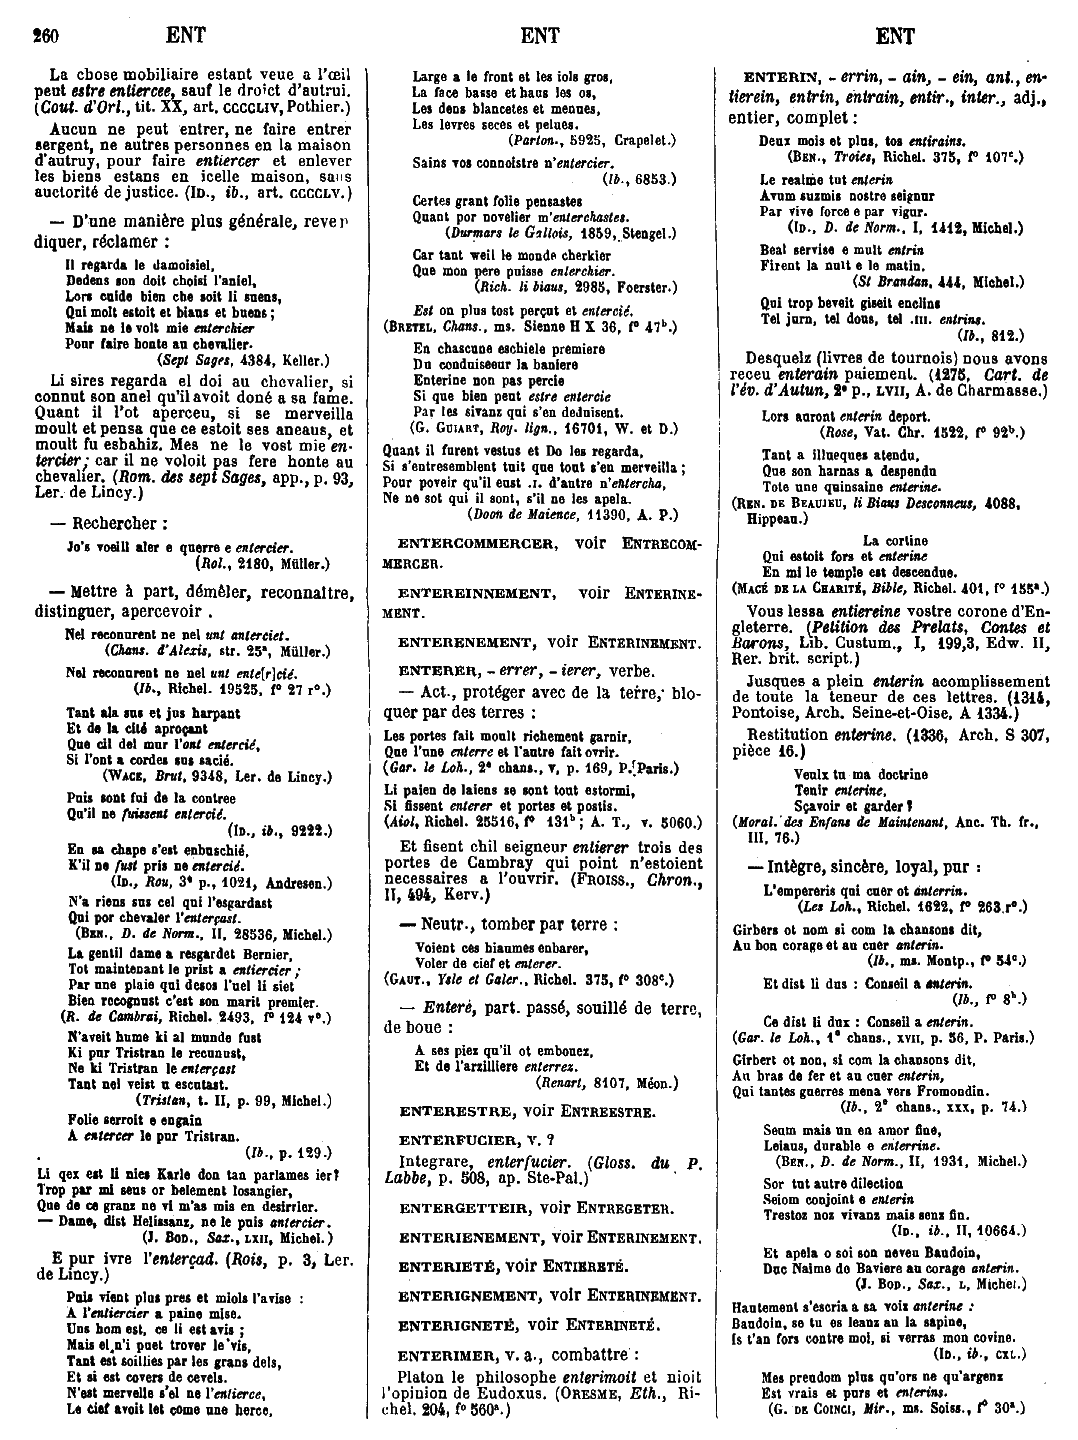 260 ENT ENT ENT
La chose mobiliaire estant veue a l'œil
peut estre entiercee, sauf le droict d'autrui.
(Cout. d'Orl., tit. XX, art. CCCCLIV, Pothier.)
Aucun ne peut entrer, ne faire entrer
sergent, ne autres personnes en la maison
d'autruy, pour faire entiercer et enlever
les biens estans en icelle maison, sans
auctorité de justice. (ID., ib., art. CCCCLV.)
— D'une manière plus générale, reven
diquer, réclamer :
Il regarda le damoisiel,
Dedens son doit choisi l'aniel,
Lors cuide bien che soit li suens,
Qui molt estoit et biaus et buens ;
Mais ne le volt mie enterchier
Pour faire honte au chevalier.
(Sept Sages, 4384, Keller.)
Li sires regarda el doi au chevalier, si
connut son anel qu'il avoit doné a sa fame.
Quant il l'ot aperceu, si se merveilla
moult et pensa que ce estoit ses aneaus, et
moult fu esbahiz. Mes ne le vost mie en-
tercier; car il ne voloit pas fere honte au
chevalier. (Rom. des sept Sages, app., p. 93,
Ler. de Lincy.)
— Rechercher :
Jo's voeill aler e querre e entercier.
(Rol., 2180, Müller.)
— Mettre à part, démêler, reconnaître,
distinguer, apercevoir .
Nel reconurent ne nel unt anterciet.
(Chans. d'Alexis, str. 25ª, Müller.)
Nel reconurent ne nel unt ente[r]cié.
(Ib., Richel. 19525, fº 27 rº.)
Tant ala sus et jus harpant
Et de la cité aproçant
Que cil del mur l'ont entercié,
Si l'ont a cordes sus sacié.
(WACE, Brut, 9348, Ler. de Lincy.)
Puis sont fui de la contree
Qu'il ne fuissent entercié.
(ID., ib., 9222.)
En sa chape s'est enbuschié,
K'il ne fust pris ne entercié.
(ID., Rou, 3ᵉ p., 1021, Andresen.)
N'a riens sus cel qui l'esgardast
Qui por chevaler l'enterçast.
(BEN., D. de Norm., II, 28536, Michel.)
La gentil dame a resgardet Bernier,
Tot maintenant le prist a entiercier ;
Par une plaie qui desos l'uel li siet
Bien recognust c'est son marit premier.
(R. de Cambrai, Richel. 2493, fº 124 vº.)
N'aveit hume ki al munde fust
Ki pur Tristran le reconust,
Ne ki Tristran le enterçast
Tant nel veist u escutast.
(Tristan, t. II, p. 99, Michel.)
Folie serroit e engain
A entercer le pur Tristran.
(Ib., p. 129.)
Li qex est li nies Karle don tan parlames ier?
Trop par mi sens or belement losangier,
Que de ce granz ne vi m'as mis en desirrier.
— Dame, dist Helissanz, ne le puis antercier.
(J. BOD., Sax., LXII, Michel.)
E pur ivre l'enterçad. (Rois, p. 3, Ler.
de Lincy.)
Puis vient plus pres et miols l'avise :
A l'entiercier a paine mise.
Uns hom est, ce li est avis ;
Mais el n'i puet trover le vis,
Tant est soillies par les grans dels,
Et si est covers de cevels.
N'est mervelle s'el ne l'entierce,
Le cief avoit let come une herce,
Large a le front et les iols gros,
La face basse et haus les os,
Les dens blancetes et menues,
Les levres seces et pelues.
(Parton., 5925, Crapelet.)
Sains vos connoistre n'entercier.
(Ib., 6853.)
Certes grant folie pensastes
Quant por novelier m'enterchastes.
(Durmars le Gallois, 1859, Stengel.)
Car tant weil le monde cherkier
Que mon pere puisse enterchier.
(Rich. li biaus, 2985, Foerster.)
Est on plus tost perçut et entercié.
(BRETEL, Chans., ms. Sienne H X 36, fº 47ᵇ.)
En chascune eschiele premiere
Du conduiseeur la baniere
Enterine non pas percie
Si que bien peut estre entercie
Par les sivanz qui s'en deduisent.
(G. GUIART, Roy. lign., 16701, W. et D.)
Quant il furent vestus et Do les regarda,
Si s'entresemblent tuit que tout s'en merveilla ;
Pour poveir qu'il eust .I. d'autre n'entercha,
Ne ne sot qui il sont, s'il ne les apela.
(Doon de Maience, 11390, A. P.)
ENTERCOMMERCER, voir ENTRECOM-
MERCER.
ENTEREINNEMENT, voir ENTERINE-
MENT.
ENTERENEMENT, voir ENTERINEMENT.
ENTERER, - errer, - ierer, verbe.
— Act., protéger avec de la terre, blo-
quer par des terres :
Les portes fait moult richement garnir,
Que l'une enterre et l'autre fait ovrir.
(Gar. le Loh., 2ᵉ chans., V, p. 169, P. Paris.)
Li paien de laiens se sont tout estormi,
Si fissent enterer et portes et postis.
(Aiol, Richel. 25516, fº 131ᵇ ; A. T., v. 5060.)
Et fisent chil seigneur entierer trois des
portes de Cambray qui point n'estoient
necessaires a l'ouvrir. (FROISS., Chron.,
II, 494, Kerv.)
— Neutr., tomber par terre :
Voient ces hiaumes enbarer,
Voler de cief et enterer.
(GAUT., Ysle et Galer., Richel. 375, fº 308ᶜ.)
— Enteré, part. passé, souillé de terre,
de boue :
A ses piez qu'il ot embouez,
Et de l'arzilliere enterrez.
(Renart, 8107, Méon.)
ENTERESTRE, voir ENTREESTRE.
ENTERFUCIER, V. ?
Integrare, enterfucier. (Gloss. du P.
Labbe, p. 508, ap. Ste-Pal.)
ENTERGETTEIR, voir ENTREGETER.
ENTERIENEMENT, voir ENTERINEMENT.
ENTERIETÉ, voir ENTIERETÉ.
ENTERIGNEMENT, voir ENTERINEMENT.
ENTERIGNETÉ, voir ENTERINETÉ.
ENTERIMER, v. a., combattre :
Platon le philosophe enterimoit et nioit
l'opinion de Eudoxus. (ORESME, Eth., Ri-
chel. 204, fº 560ª.)
ENTERIN, - errin, - ain, - ein, ant., en-
tierein, entrin, entrain, entir., inter., adj.,
entier, complet :
Deux mois et plus, tos entirains.
(BEN., Troies, Richel. 375, fº 107ᶜ.)
Le realme tut enterin
Avum suzmis nostre seignur
Par vive force e par vigur.
(ID., D. de Norm., I, 1412, Michel.)
Beal servise e mult entrin
Firent la nuit e le matin.
(St Brandan, 444, Michel.)
Qui trop beveit giseit enclins
Tel jurn, tel dous, tel .III. entrins.
(Ib., 812.)
Desquelz (livres de tournois) nous avons
receu enterain paiement. (1275, Cart. de
l'év. d'Autun, 2ᵉ p., LVII, A. de Charmasse.)
Lors auront enterin deport.
(Rose, Vat. Chr. 1522, fº 92ᵇ.)
Tant a illueques atendu,
Que son harnas a despendu
Tote une quinsaine enterine.
(REN. DE BEAUJEU, li Biaus Desconneus, 4088,
Hippeau.)
La cortine
Qui estoit fors et enterine
En mi le temple est descendue.
(MACÉ DE LA CHARITÉ, Bible, Richel. 401, fº 155ª.)
Vous lessa entiereine vostre corone d'En-
gleterre. (Petition des Prelats, Contes et
Barons, Lib. Custum., I, 199,3, Edw. II,
Rer. brit. script.)
Jusques a plein enterin acomplissement
de toute la teneur de ces lettres. (1314,
Pontoise, Arch. Seine-et-Oise, A 1334.)
Restitution enterine. (1336, Arch. S 307,
pièce 16.)
Veulx tu ma doctrine
Tenir enterine,
Sçavoir et garder ?
(Moral. des Enfans de Maintenant, Anc. Th. fr.,
III, 76.)
— Intègre, sincère, loyal, pur :
L'empereris qui cuer ot anterrin.
(Les Loh., Richel. 1622, fº 263 rº.)
Girbers ot nom si com la chansons dit,
Au bon corage et au cuer anterin.
(Ib., ms. Montp., fº 54ᶜ.)
Et dist li dus : Conseil a anterin.
(Ib., fº 8ᵇ.)
Ce dist li dux : Conseil a enterin.
(Gar. le Loh., 1ᵉ chans., XVII, p. 56, P. Paris.)
Girbert ot non, si com la chansons dit,
Au bras de fer et au cuer enterin,
Qui tantes guerres mena vers Fromondin.
(Ib., 2ᵉ chans., XXX, p. 74.)
Seum mais un en amor fine,
Leiaus, durable e enterrine.
(BEN., D. de Norm., II, 1931, Michel.)
Sor tut autre dilection
Seiom conjoint e enterin
Trestoz noz vivanz mais senz fin.
(ID., ib., II, 10664.)
Et apela o soi son neveu Baudoin,
Duc Naime de Baviere au corage anterin.
(J. BOD., Sax., L, Michel.)
Hautement s'escria a sa voix anterine :
Baudoin, se tu es leaux an la sapine,
Is t'an fors contre moi, si verras mon covine.
(ID., ib., CXL.)
Mes preudom plus qu'ors ne qu'argenz
Est vrais et purs et enterins.
(G. DE COINCI, Mir., ms. Soiss., fº 30ª.)